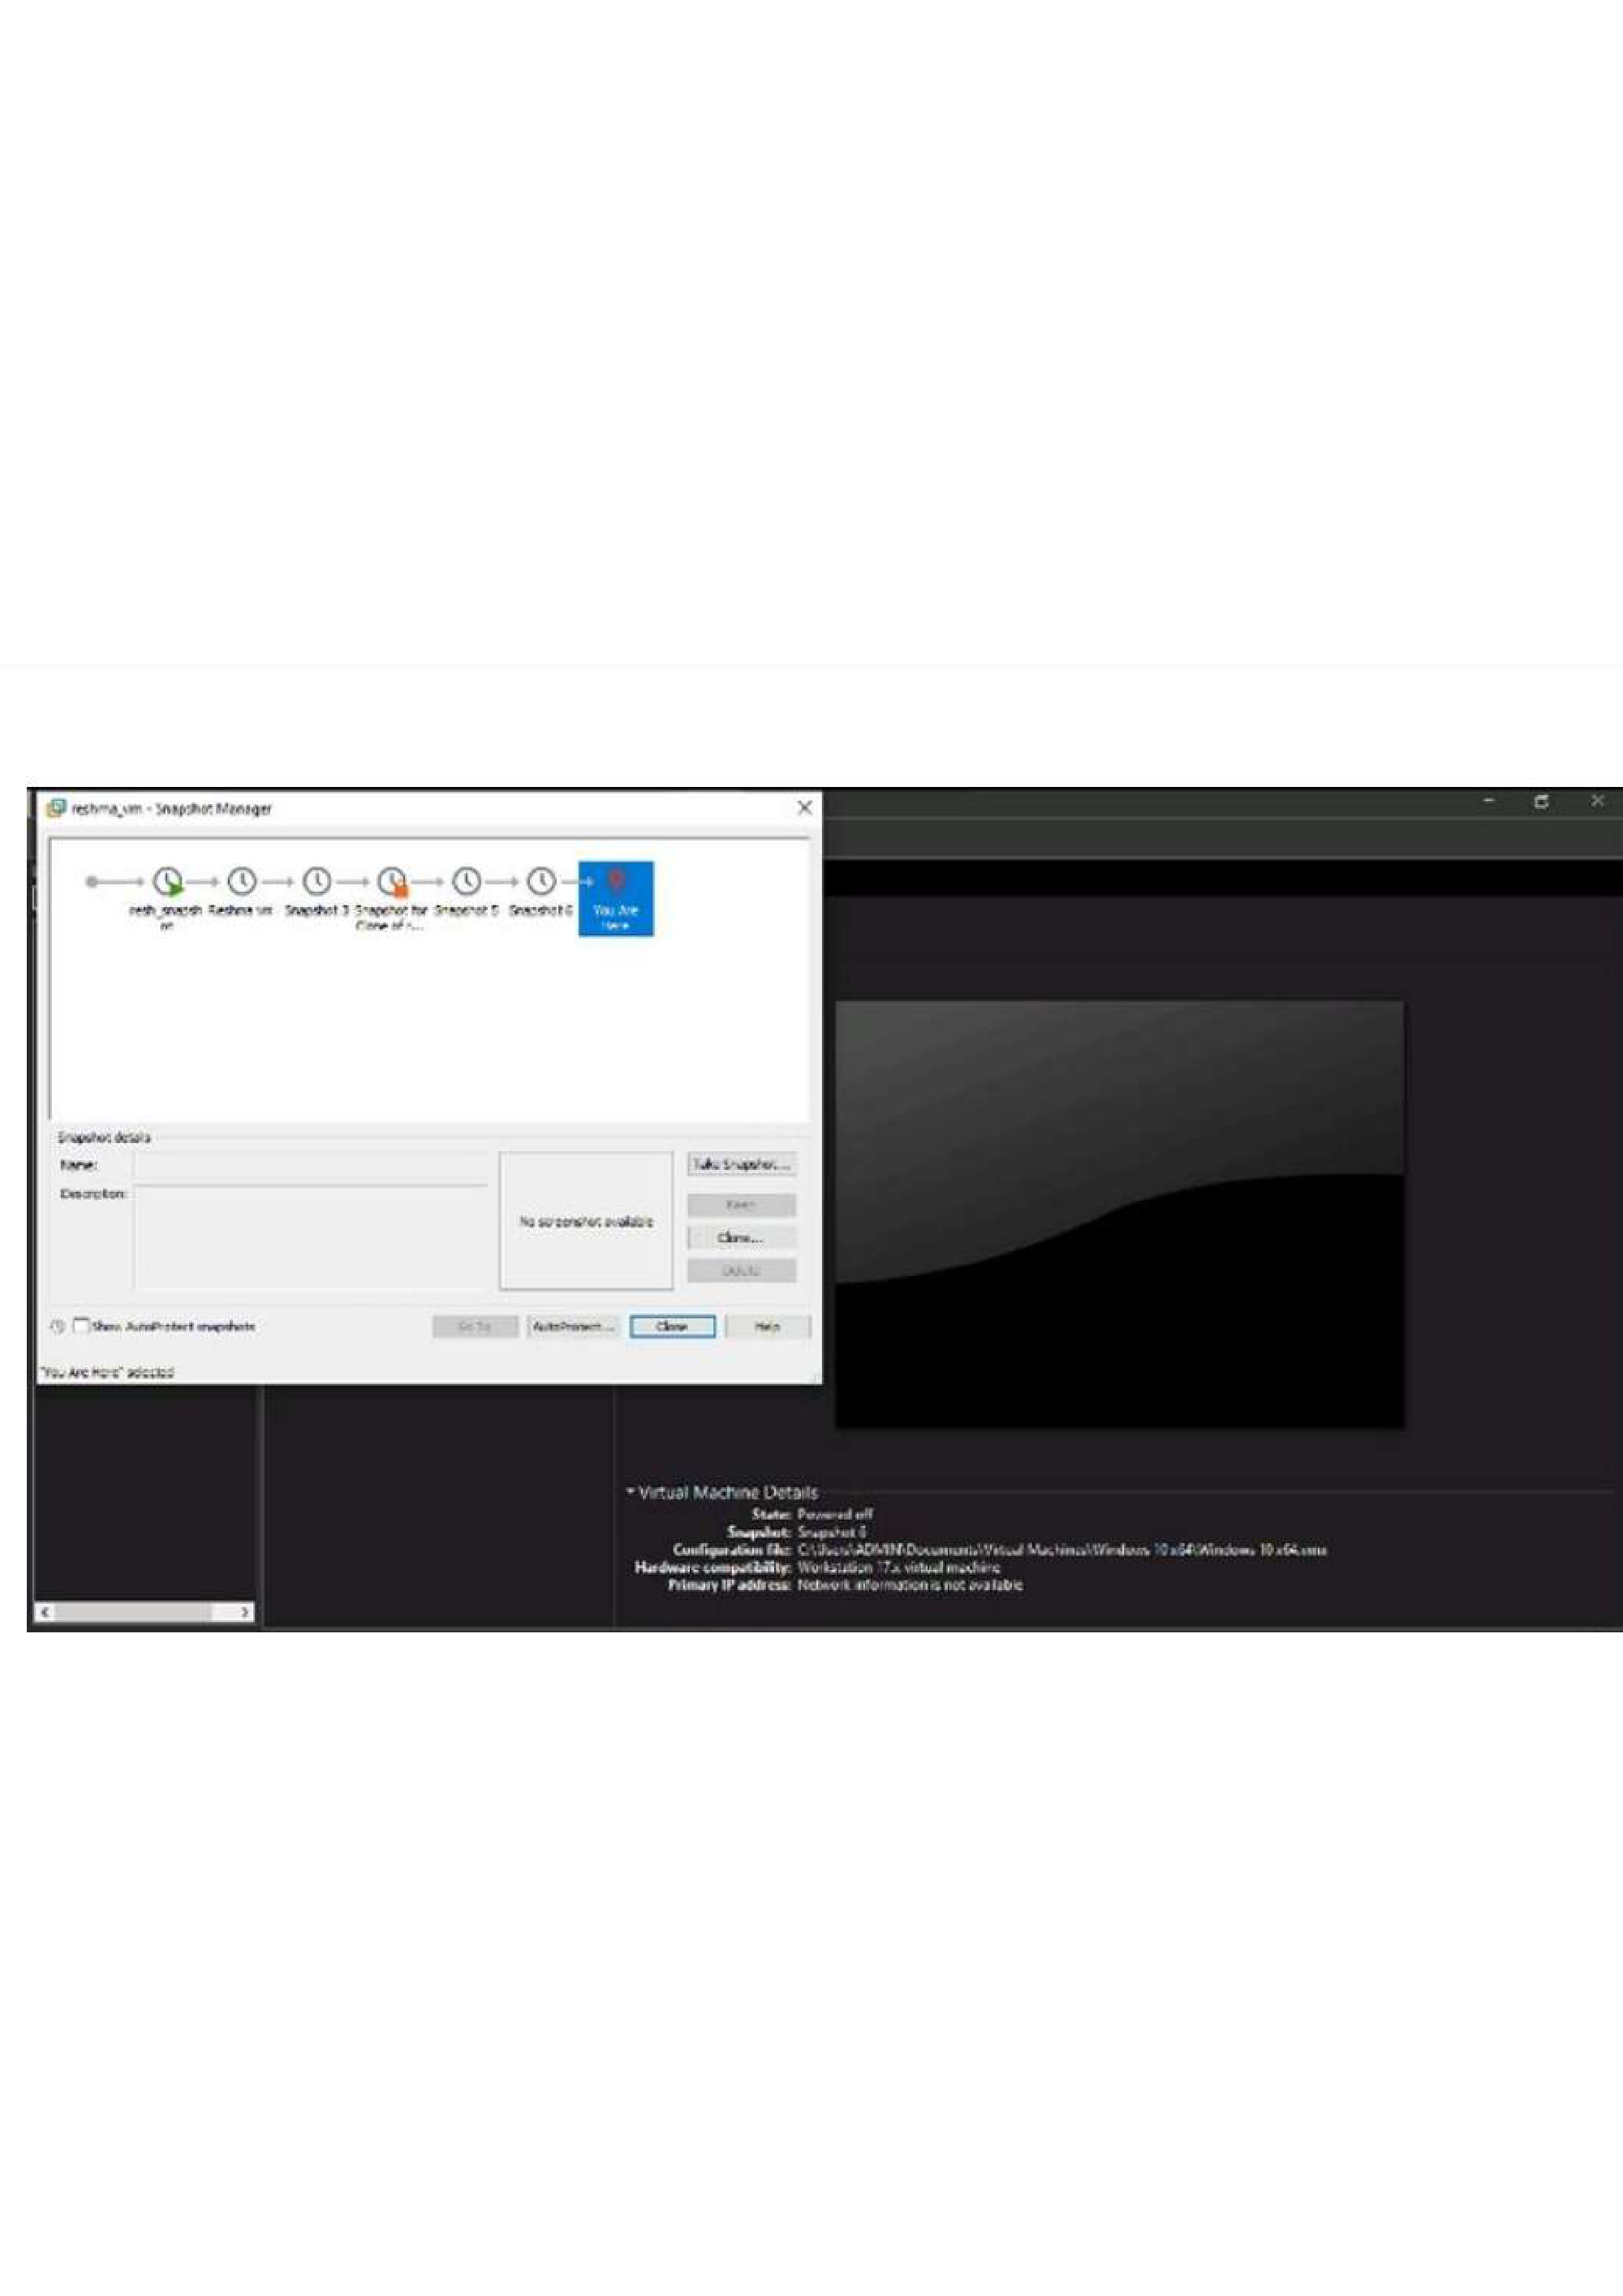 reshma_vm - Snapshot Manager
resh_snapsh Reshma vm Snapshot 3 Snapshot for Snapshot 5 Snapshot 6 You Are
ot Clone of r... Here
Snapshot details
Name:
Take Snapshot...
Description:
Keep
No screenshot available
Clone...
Delete
Show AutoProtect snapshots
Go To
AutoProtect...
Close
Help
"You Are Here" selected
Virtual Machine Details
State: Powered off
Snapshot: Snapshot 6
Configuration file: C:\Users\ADMIN\Documents\Virtual Machines\Windows 10 x64\Windows 10 x64.vmx
Hardware compatibility: Workstation 17.x virtual machine
Primary IP address: Network information is not available